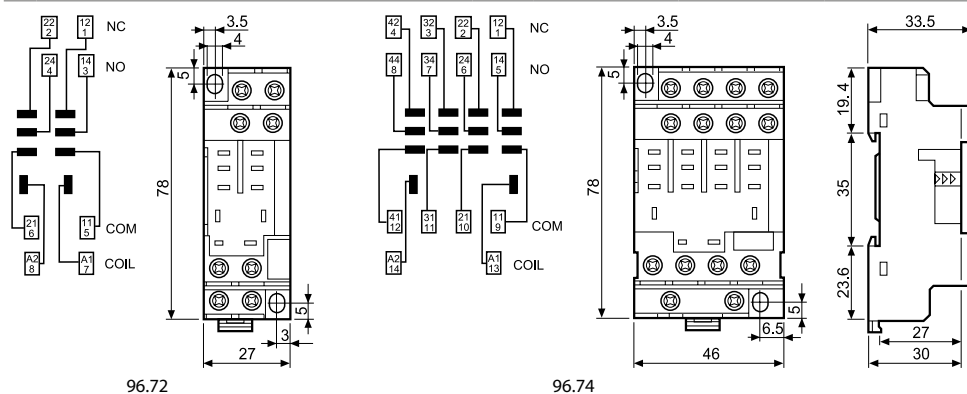 22 2 12 1 NC
24 4 14 3 NO
21 6 11 5 COM
A2 8 A1 7 COIL
3.5
4
5
78
5
3
27
96.72
42 4 32 3 22 2 12 1 NC
44 8 34 7 24 6 14 5 NO
41 12 31 11 21 10 11 9 COM
A2 14 A1 13 COIL
3.5
4
5
78
5
6.5
46
96.74
33.5
19.4
35
23.6
27
30